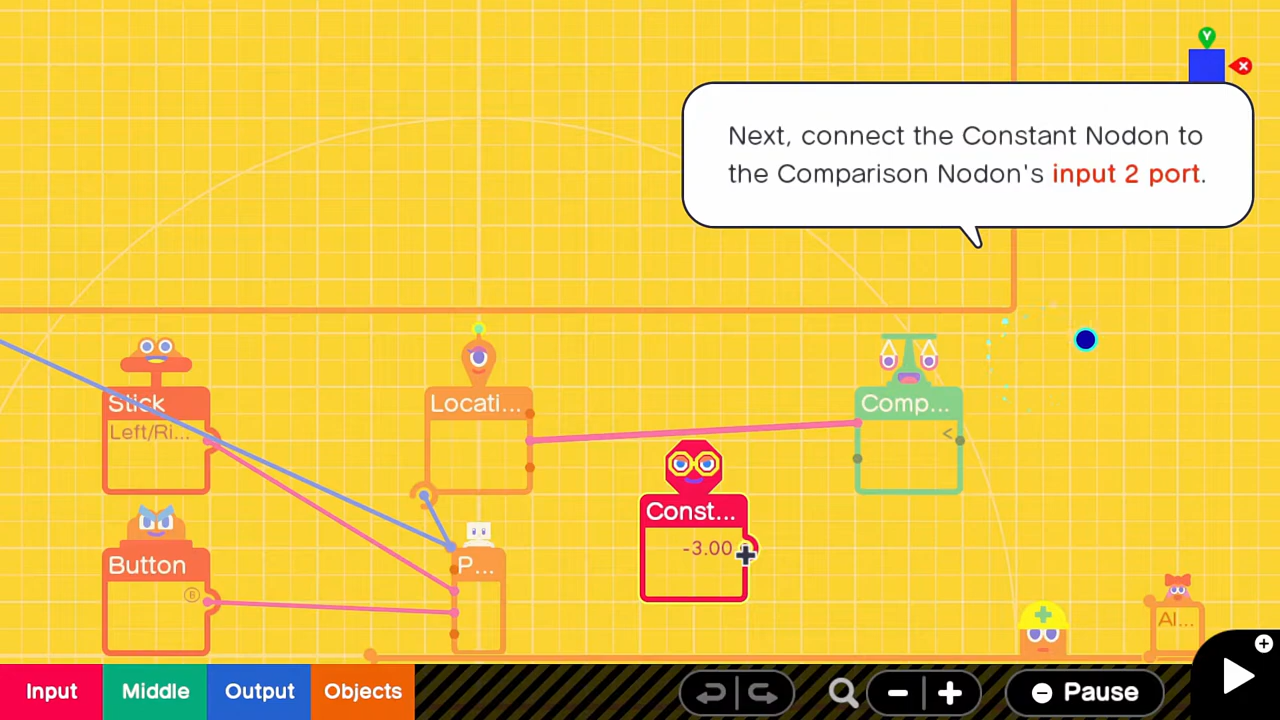 Y
X
Next, connect the Constant Nodon to
the Comparison Nodon's input 2 port.
Stick
Left/Ri...
Locati...
Comp...
<
Const...
-3.00
Button
B
P...
Al...
Input
Middle
Output
Objects
Pause